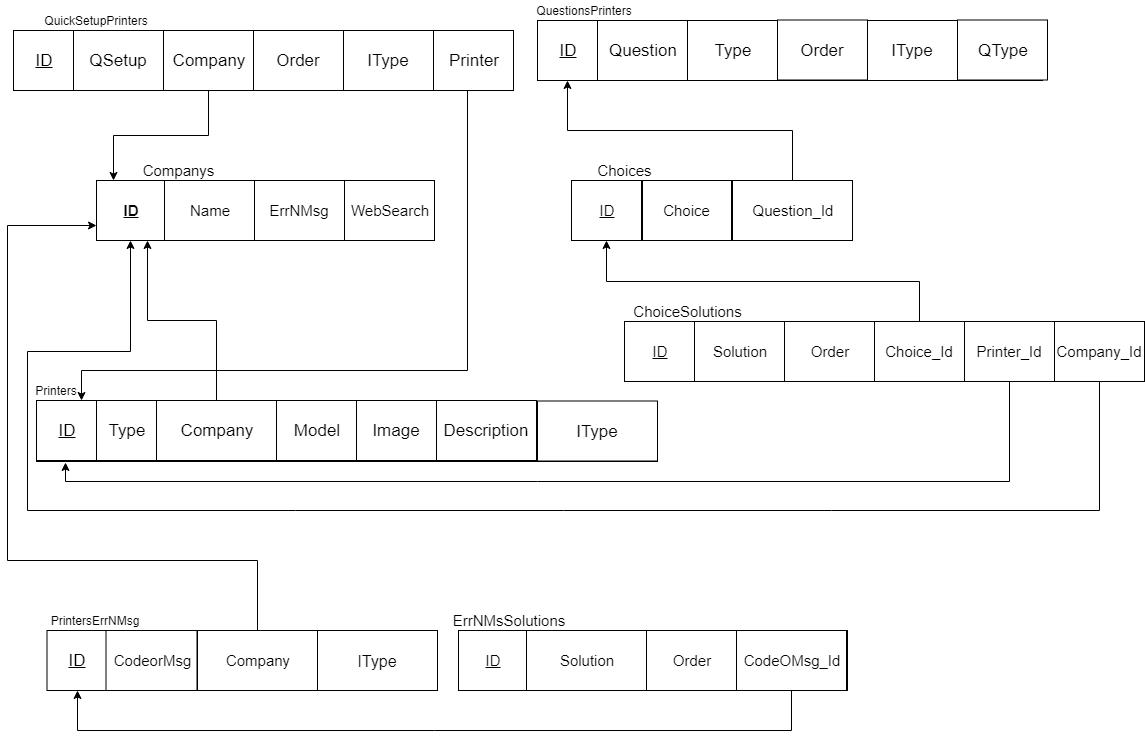 QuickSetupPrinters
ID QSetup Company Order IType Printer
QuestionsPrinters
ID Question Type Order IType QType
Companys
ID Name ErrNMsg WebSearch
Choices
ID Choice Question_Id
ChoiceSolutions
ID Solution Order Choice_Id Printer_Id Company_Id
Printers
ID Type Company Model Image Description IType
PrintersErrNMsg
ID CodeorMsg Company IType
ErrNMsSolutions
ID Solution Order CodeOMsg_Id